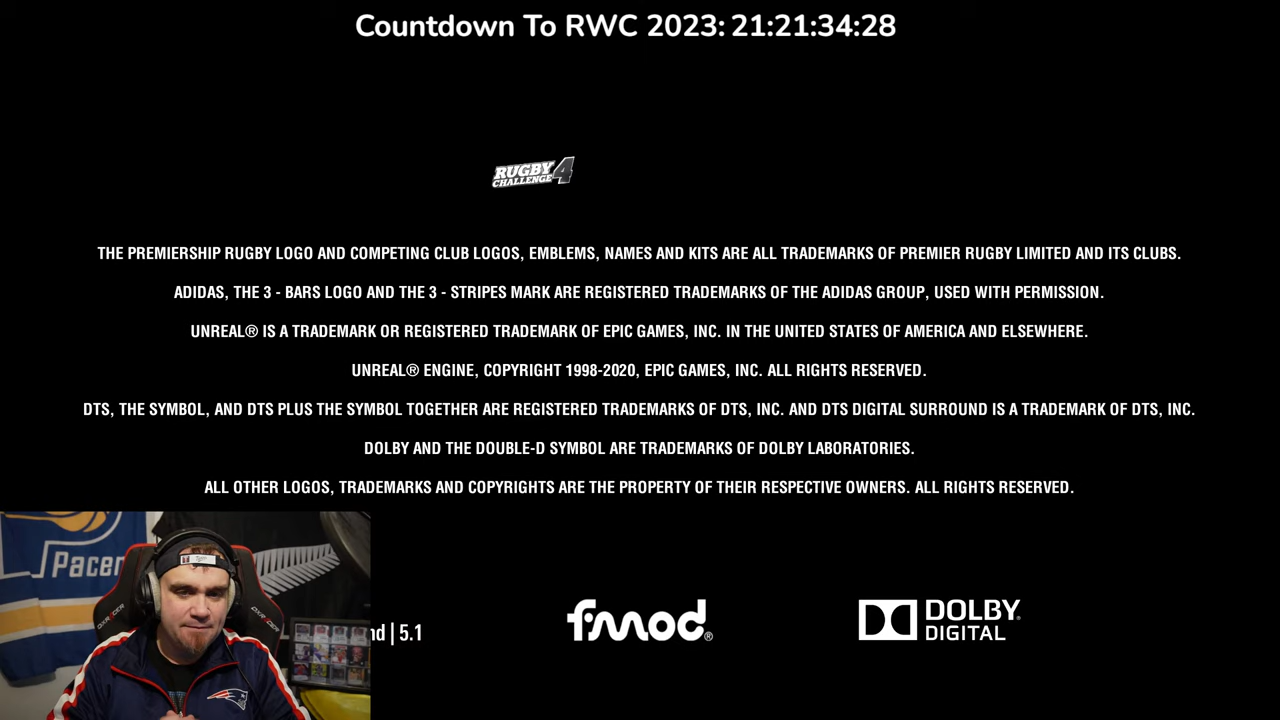 Countdown To RWC 2023: 21:21:34:28
RUGBY 4
CHALLENGE
THE PREMIERSHIP RUGBY LOGO AND COMPETING CLUB LOGOS, EMBLEMS, NAMES AND KITS ARE ALL TRADEMARKS OF PREMIER RUGBY LIMITED AND ITS CLUBS.
ADIDAS, THE 3 - BARS LOGO AND THE 3 - STRIPES MARK ARE REGISTERED TRADEMARKS OF THE ADIDAS GROUP, USED WITH PERMISSION.
UNREAL® IS A TRADEMARK OR REGISTERED TRADEMARK OF EPIC GAMES, INC. IN THE UNITED STATES OF AMERICA AND ELSEWHERE.
UNREAL® ENGINE, COPYRIGHT 1998-2020, EPIC GAMES, INC. ALL RIGHTS RESERVED.
DTS, THE SYMBOL, AND DTS PLUS THE SYMBOL TOGETHER ARE REGISTERED TRADEMARKS OF DTS, INC. AND DTS DIGITAL SURROUND IS A TRADEMARK OF DTS, INC.
DOLBY AND THE DOUBLE-D SYMBOL ARE TRADEMARKS OF DOLBY LABORATORIES.
ALL OTHER LOGOS, TRADEMARKS AND COPYRIGHTS ARE THE PROPERTY OF THEIR RESPECTIVE OWNERS. ALL RIGHTS RESERVED.
Pacer
DXRACER
DXRACER
nd | 5.1
fmod®
DOLBY
DIGITAL